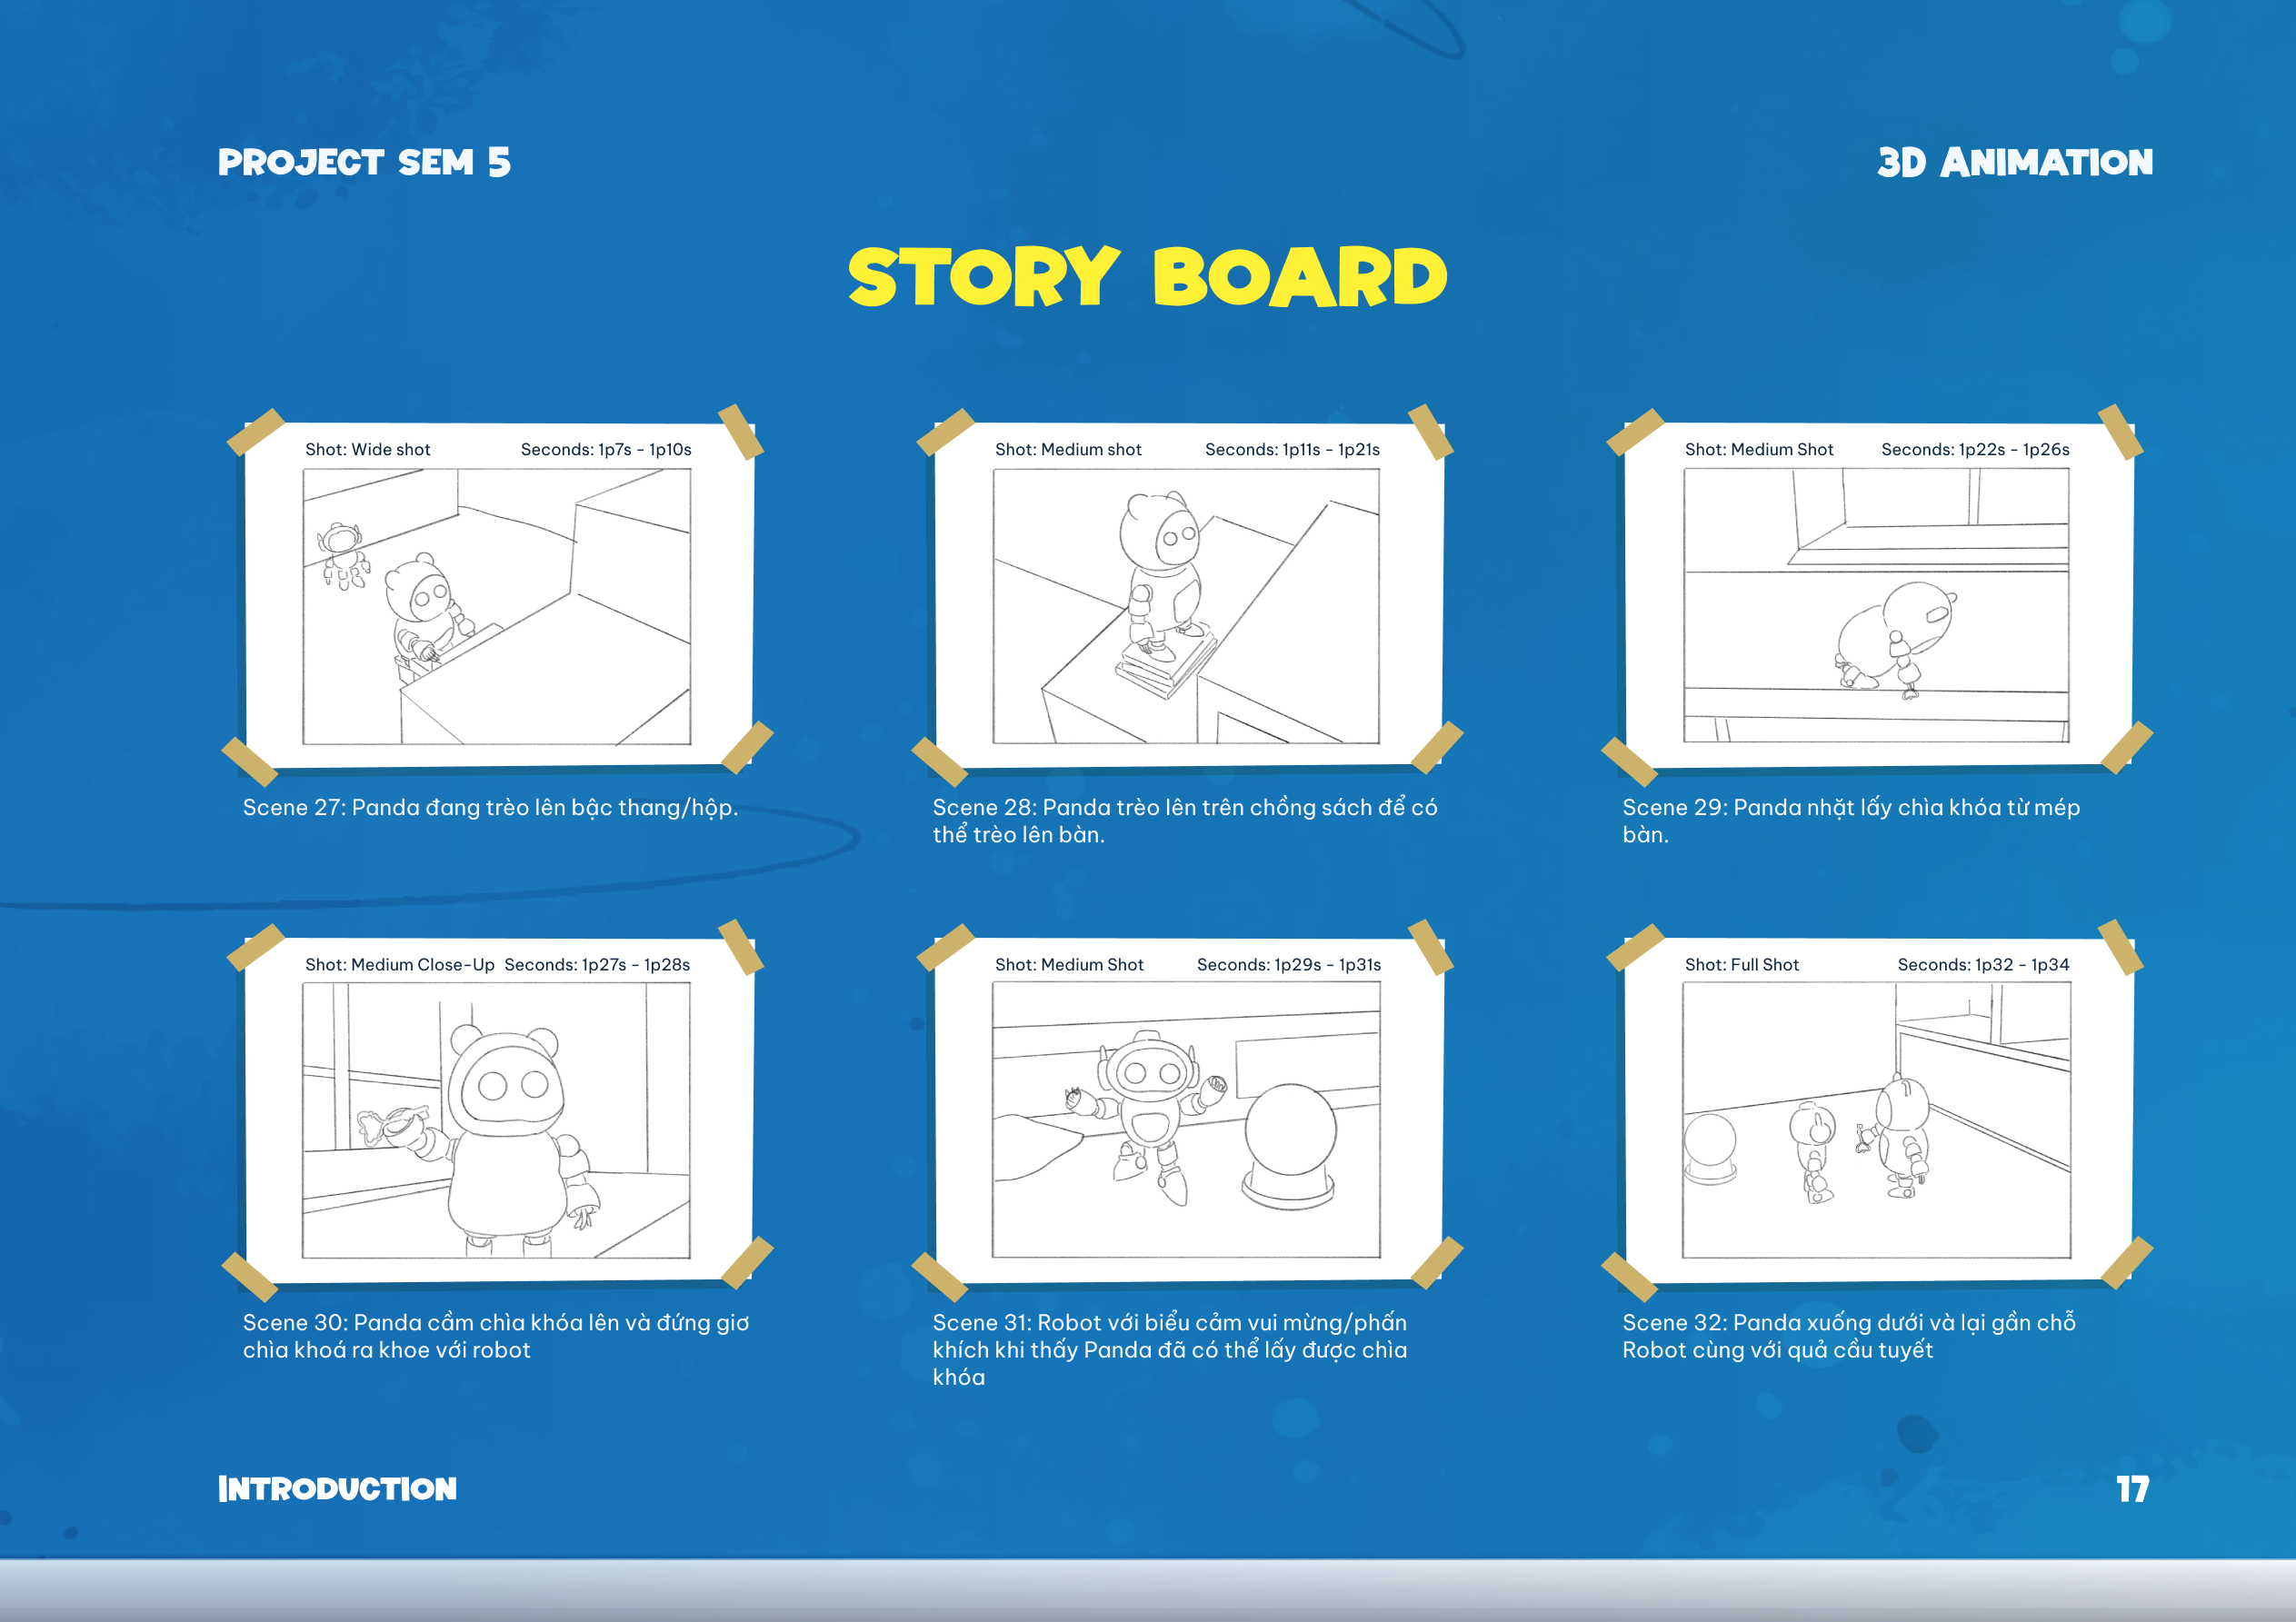 PROJECT SEM 5
3D ANIMATION
STORY BOARD
Shot: Wide shot Seconds: 1p7s - 1p10s
Scene 27: Panda đang trèo lên bậc thang/hộp.
Shot: Medium shot Seconds: 1p11s - 1p21s
Scene 28: Panda trèo lên trên chồng sách để có
thể trèo lên bàn.
Shot: Medium Shot Seconds: 1p22s - 1p26s
Scene 29: Panda nhặt lấy chìa khóa từ mép
bàn.
Shot: Medium Close-Up Seconds: 1p27s - 1p28s
Scene 30: Panda cầm chìa khóa lên và đứng giơ
chìa khoá ra khoe với robot
Shot: Medium Shot Seconds: 1p29s - 1p31s
Scene 31: Robot với biểu cảm vui mừng/phấn
khích khi thấy Panda đã có thể lấy được chìa
khóa
Shot: Full Shot Seconds: 1p32 - 1p34
Scene 32: Panda xuống dưới và lại gần chỗ
Robot cùng với quả cầu tuyết
INTRODUCTION
17